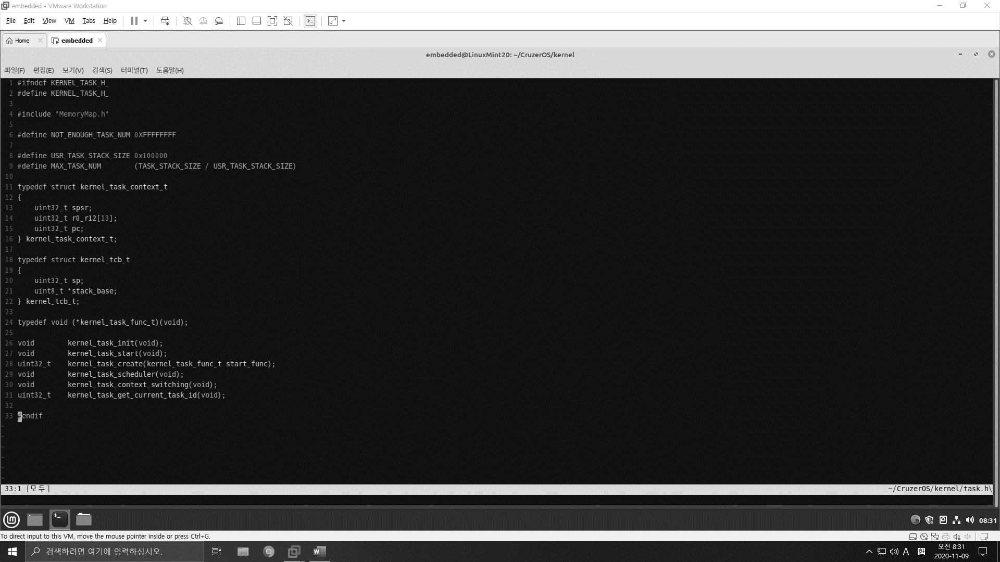 embedded - VMware Workstation
File Edit View VM Tabs Help
Home embedded
embedded@LinuxMint20: ~/CruzerOS/kernel
파일(F) 편집(E) 보기(V) 검색(S) 터미널(T) 도움말(H)
1 #ifndef KERNEL_TASK_H_
2 #define KERNEL_TASK_H_
3
4 #include "MemoryMap.h"
5
6 #define NOT_ENOUGH_TASK_NUM 0XFFFFFFFF
7
8 #define USR_TASK_STACK_SIZE 0x100000
9 #define MAX_TASK_NUM        (TASK_STACK_SIZE / USR_TASK_STACK_SIZE)
10
11 typedef struct kernel_task_context_t
12 {
13     uint32_t spsr;
14     uint32_t r0_r12[13];
15     uint32_t pc;
16 } kernel_task_context_t;
17
18 typedef struct kernel_tcb_t
19 {
20     uint32_t sp;
21     uint8_t *stack_base;
22 } kernel_tcb_t;
23
24 typedef void (*kernel_task_func_t)(void);
25
26 void        kernel_task_init(void);
27 void        kernel_task_start(void);
28 uint32_t    kernel_task_create(kernel_task_func_t start_func);
29 void        kernel_task_scheduler(void);
30 void        kernel_task_context_switching(void);
31 uint32_t    kernel_task_get_current_task_id(void);
32
33 #endif
~
~
~
~
~
~
33:1 [모두] ~/CruzerOS/kernel/task.h\
08:31
To direct input to this VM, move the mouse pointer inside or press Ctrl+G.
검색하려면 여기에 입력하십시오. A 오전 8:31
2020-11-09